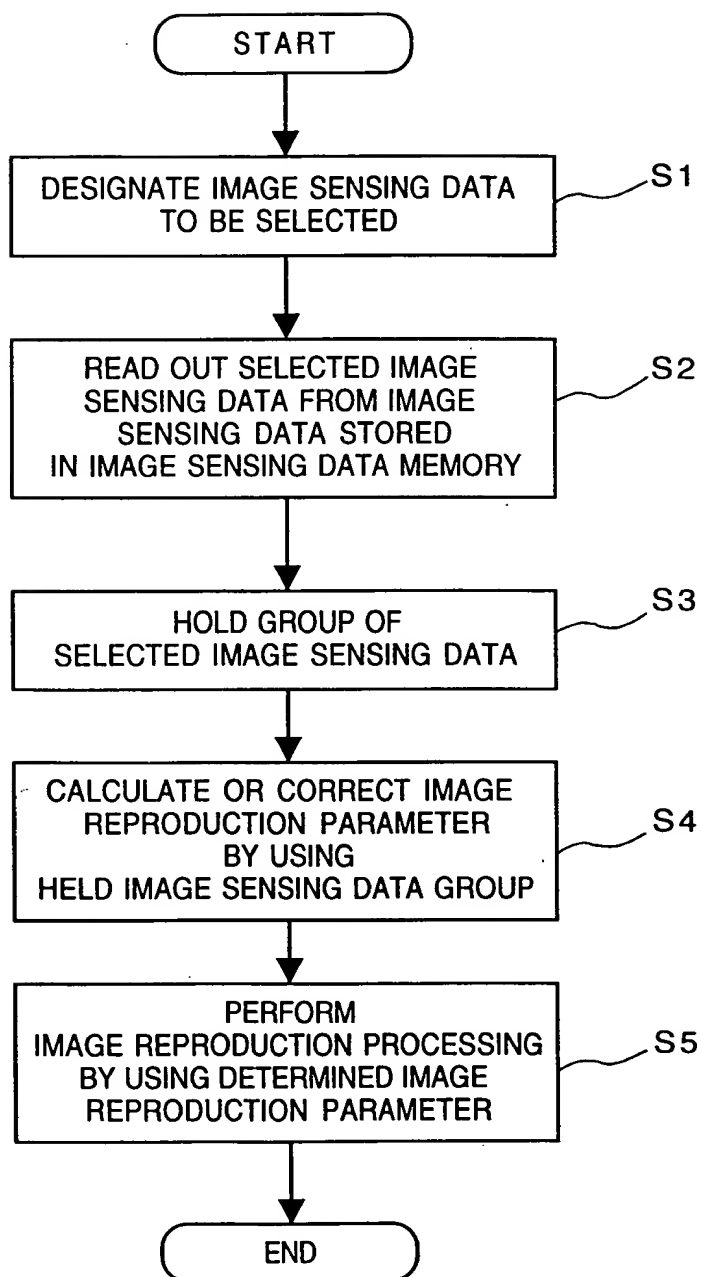 START
DESIGNATE IMAGE SENSING DATA
TO BE SELECTED
S1
READ OUT SELECTED IMAGE
SENSING DATA FROM IMAGE
SENSING DATA STORED
IN IMAGE SENSING DATA MEMORY
S2
HOLD GROUP OF
SELECTED IMAGE SENSING DATA
S3
CALCULATE OR CORRECT IMAGE
REPRODUCTION PARAMETER
BY USING
HELD IMAGE SENSING DATA GROUP
S4
PERFORM
IMAGE REPRODUCTION PROCESSING
BY USING DETERMINED IMAGE
REPRODUCTION PARAMETER
S5
END